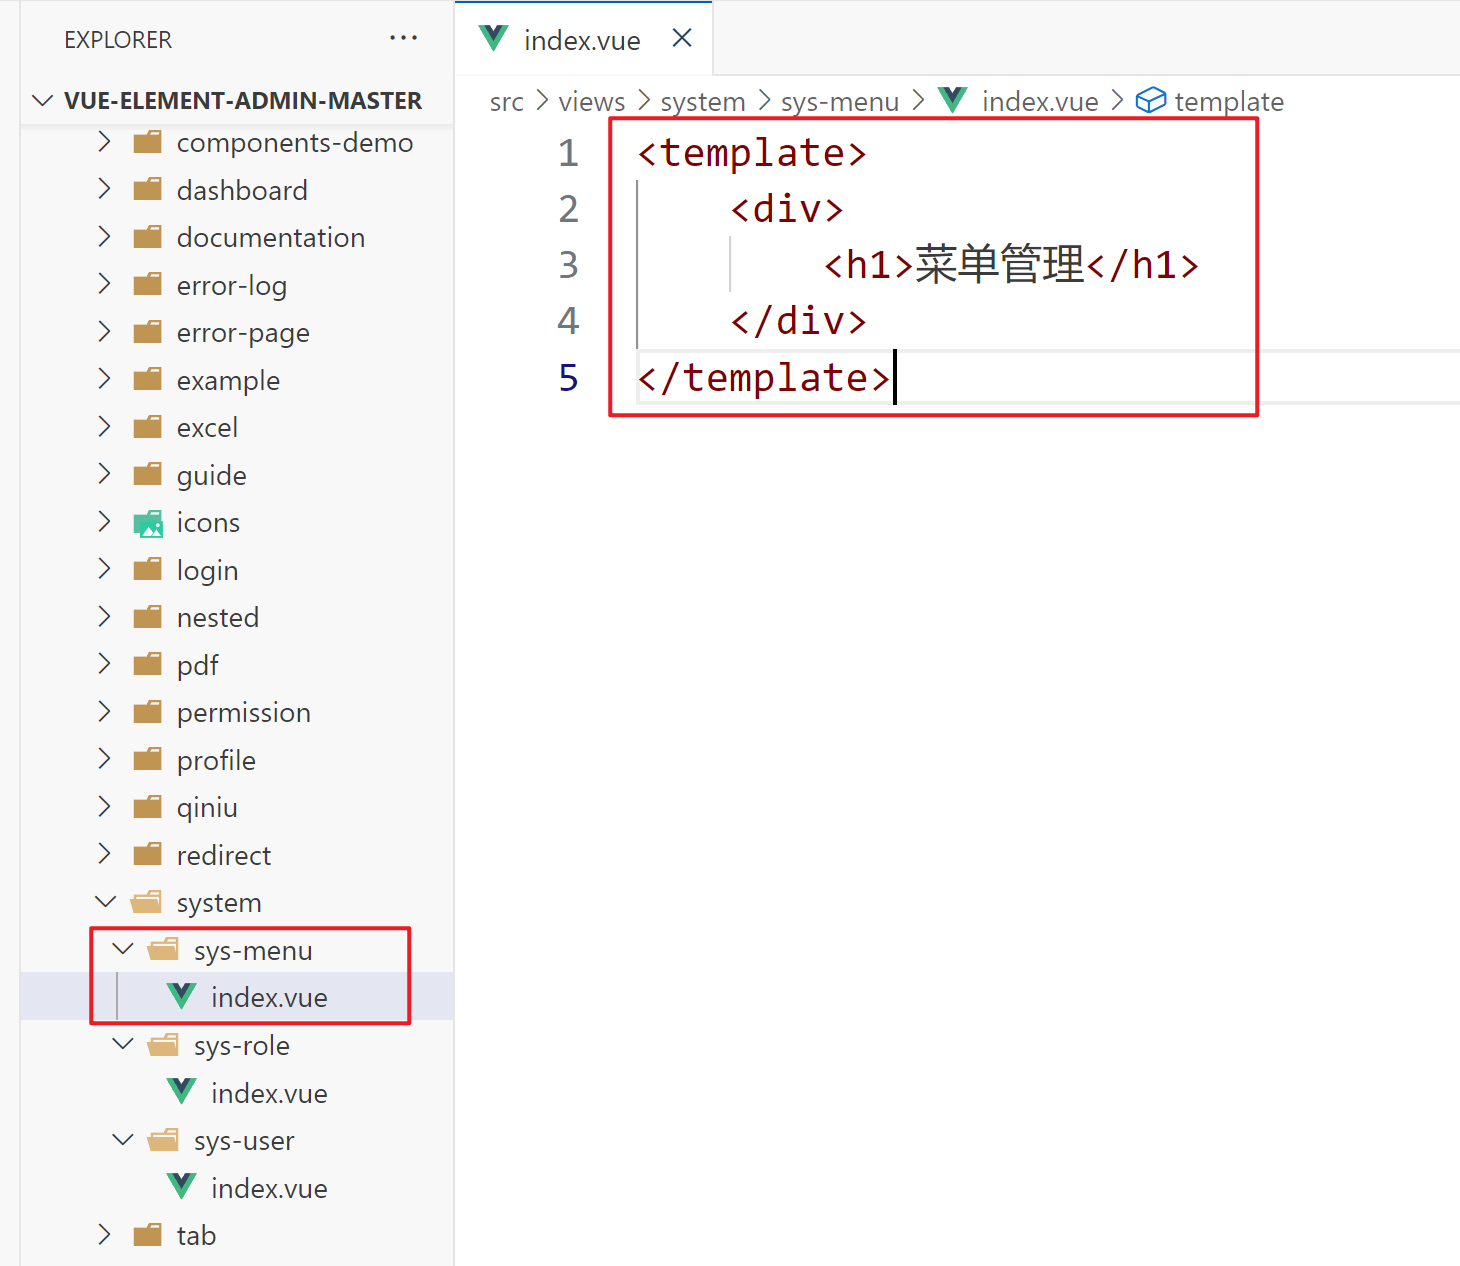 EXPLORER
VUE-ELEMENT-ADMIN-MASTER
components-demo
dashboard
documentation
error-log
error-page
example
excel
guide
icons
login
nested
pdf
permission
profile
qiniu
redirect
system
sys-menu
index.vue
sys-role
index.vue
sys-user
index.vue
tab
index.vue
src > views > system > sys-menu > index.vue > template
1 <template>
2 <div>
3 <h1>菜单管理</h1>
4 </div>
5 </template>